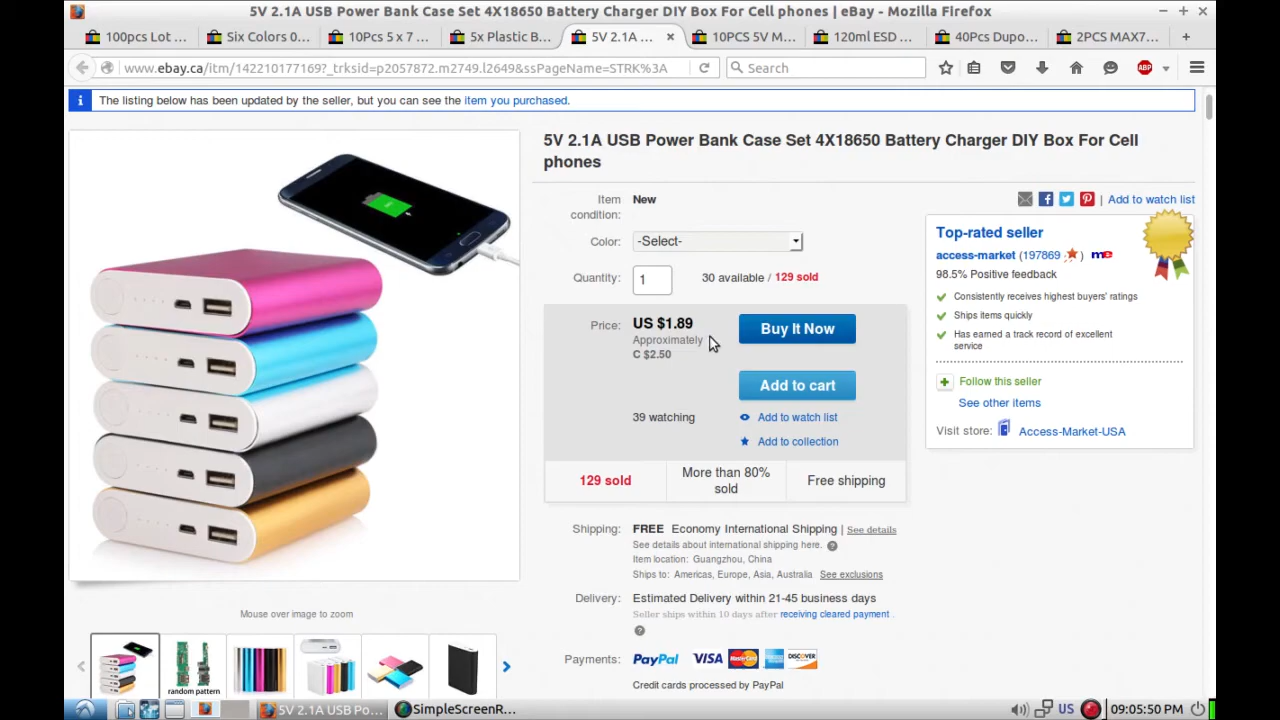 5V 2.1A USB Power Bank Case Set 4X18650 Battery Charger DIY Box For Cell phones | eBay - Mozilla Firefox
100pcs Lot ...
Six Colors 0...
10Pcs 5 x 7 ...
5x Plastic B...
5V 2.1A ...
10PCS 5V M...
120ml ESD ...
40Pcs Dupo...
2PCS MAX7...
www.ebay.ca/itm/142210177169?_trksid=p2057872.m2749.l2649&ssPageName=STRK%3A
Search
ABP
The listing below has been updated by the seller, but you can see the item you purchased.
5V 2.1A USB Power Bank Case Set 4X18650 Battery Charger DIY Box For Cell
phones
Item condition: New
Color: -Select-
Quantity: 1 30 available / 129 sold
Price: US $1.89
Approximately
C $2.50
Buy It Now
Add to cart
39 watching
Add to watch list
Add to collection
129 sold
More than 80% sold
Free shipping
Shipping: FREE Economy International Shipping | See details
See details about international shipping here.
Item location: Guangzhou, China
Ships to: Americas, Europe, Asia, Australia See exclusions
Delivery: Estimated Delivery within 21-45 business days
Seller ships within 10 days after receiving cleared payment .
Payments: PayPal VISA MasterCard DISCOVER
Credit cards processed by PayPal
| Add to watch list
Top-rated seller
access-market (197869 ) me
98.5% Positive feedback
Consistently receives highest buyers' ratings
Ships items quickly
Has earned a track record of excellent
service
Follow this seller
See other items
Visit store: Access-Market-USA
Mouse over image to zoom
random pattern
5V 2.1A USB Po...
SimpleScreenR...
US
09:05:50 PM